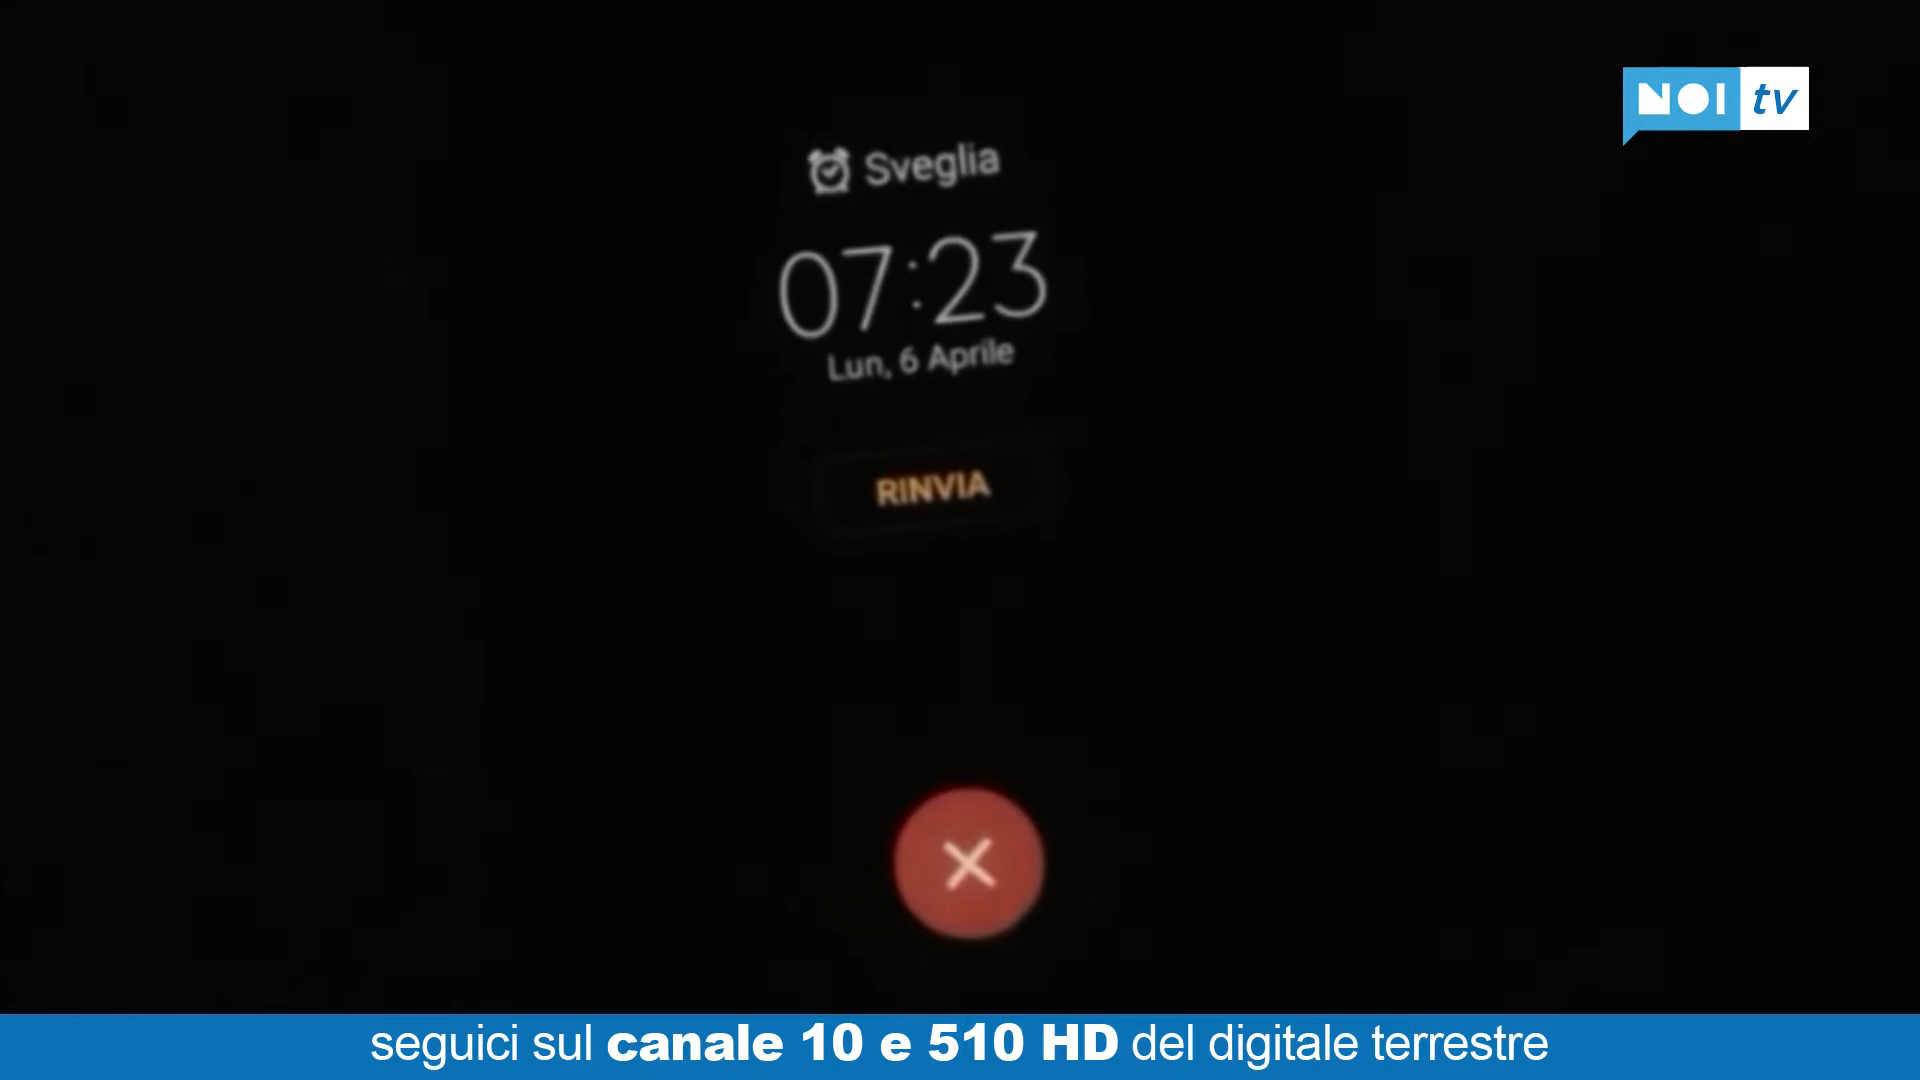 NOI tv
Sveglia
07:23
Lun, 6 Aprile
RINVIA
seguici sul canale 10 e 510 HD del digitale terrestre